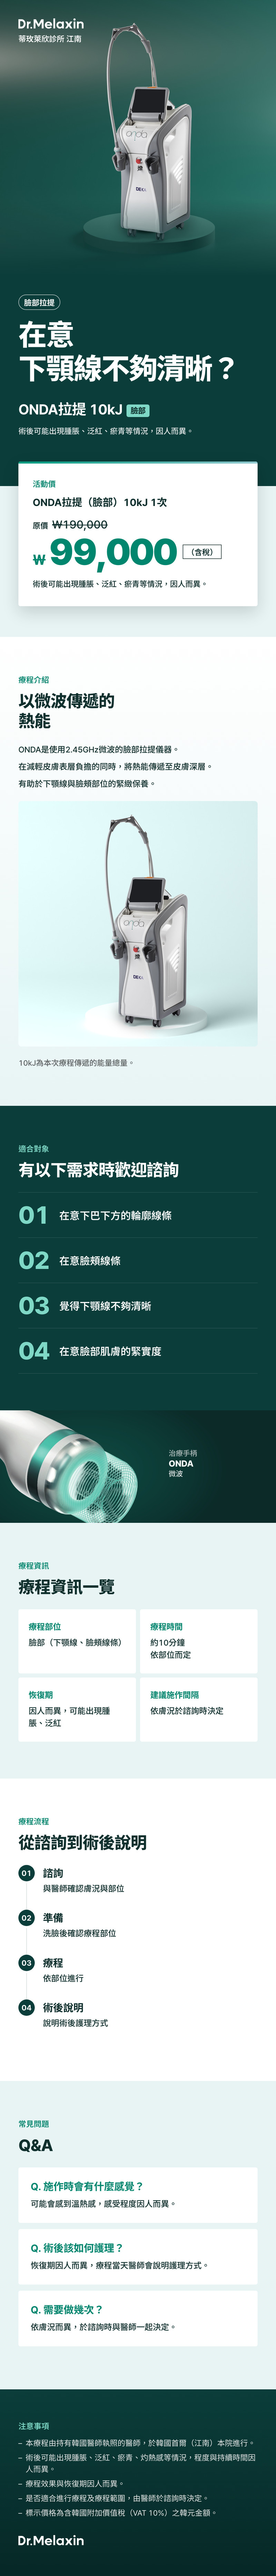 Dr.Melaxin
蒂玫萊欣診所 江南
DEKA
臉部拉提
在意
下顎線不夠清晰？
ONDA拉提 10kJ 臉部
術後可能出現腫脹、泛紅、瘀青等情況，因人而異。
活動價
ONDA拉提（臉部）10kJ 1次
原價 ₩190,000
₩ 99,000 （含稅）
術後可能出現腫脹、泛紅、瘀青等情況，因人而異。
療程介紹
以微波傳遞的
熱能
ONDA是使用2.45GHz微波的臉部拉提儀器。
在減輕皮膚表層負擔的同時，將熱能傳遞至皮膚深層。
有助於下顎線與臉頰部位的緊緻保養。
DEKA
10kJ為本次療程傳遞的能量總量。
適合對象
有以下需求時歡迎諮詢
01 在意下巴下方的輪廓線條
02 在意臉頰線條
03 覺得下顎線不夠清晰
04 在意臉部肌膚的緊實度
治療手柄
ONDA
微波
療程資訊
療程資訊一覽
療程部位
臉部（下顎線、臉頰線條）
療程時間
約10分鐘
依部位而定
恢復期
因人而異，可能出現腫
脹、泛紅
建議施作間隔
依膚況於諮詢時決定
療程流程
從諮詢到術後說明
01 諮詢
與醫師確認膚況與部位
02 準備
洗臉後確認療程部位
03 療程
依部位進行
04 術後說明
說明術後護理方式
常見問題
Q&A
Q. 施作時會有什麼感覺？
可能會感到溫熱感，感受程度因人而異。
Q. 術後該如何護理？
恢復期因人而異，療程當天醫師會說明護理方式。
Q. 需要做幾次？
依膚況而異，於諮詢時與醫師一起決定。
注意事項
– 本療程由持有韓國醫師執照的醫師，於韓國首爾（江南）本院進行。
– 術後可能出現腫脹、泛紅、瘀青、灼熱感等情況，程度與持續時間因
人而異。
– 療程效果與恢復期因人而異。
– 是否適合進行療程及療程範圍，由醫師於諮詢時決定。
– 標示價格為含韓國附加價值稅（VAT 10%）之韓元金額。
Dr.Melaxin